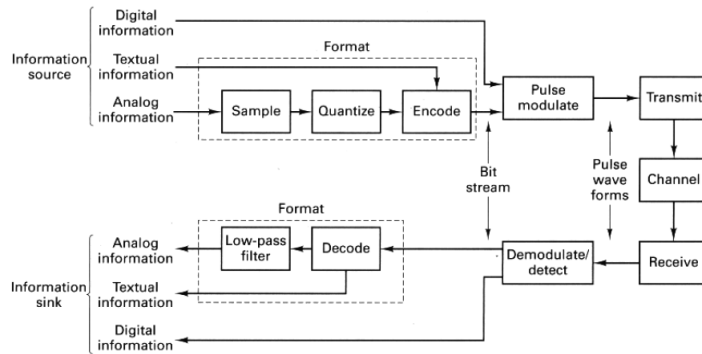 Digital
information
Format
Information
source
Textual
information
Analog
information
Sample
Quantize
Encode
Pulse
modulate
Transmit
Bit
stream
Pulse
wave
forms
Channel
Format
Analog
information
Low-pass
filter
Decode
Demodulate/
detect
Receive
Information
sink
Textual
information
Digital
information